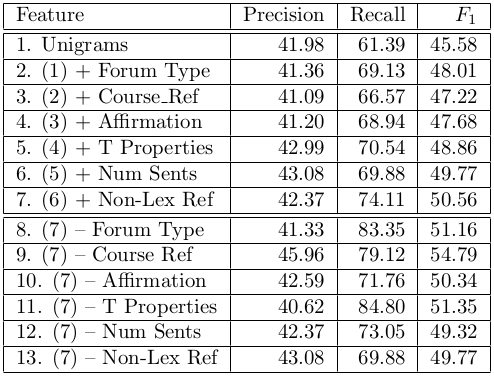 Feature Precision Recall F1
1. Unigrams 41.98 61.39 45.58
2. (1) + Forum Type 41.36 69.13 48.01
3. (2) + Course_Ref 41.09 66.57 47.22
4. (3) + Affirmation 41.20 68.94 47.68
5. (4) + T Properties 42.99 70.54 48.86
6. (5) + Num Sents 43.08 69.88 49.77
7. (6) + Non-Lex Ref 42.37 74.11 50.56
8. (7) – Forum Type 41.33 83.35 51.16
9. (7) – Course Ref 45.96 79.12 54.79
10. (7) – Affirmation 42.59 71.76 50.34
11. (7) – T Properties 40.62 84.80 51.35
12. (7) – Num Sents 42.37 73.05 49.32
13. (7) – Non-Lex Ref 43.08 69.88 49.77